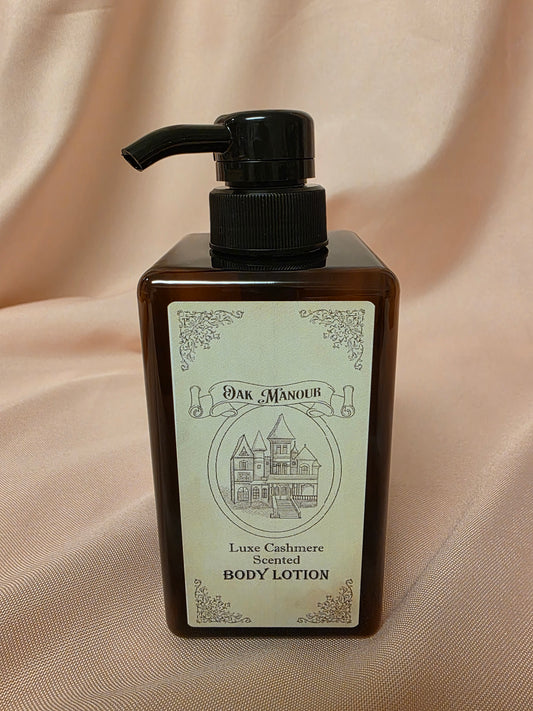 Oak Manour
Luxe Cashmere
Scented
BODY LOTION